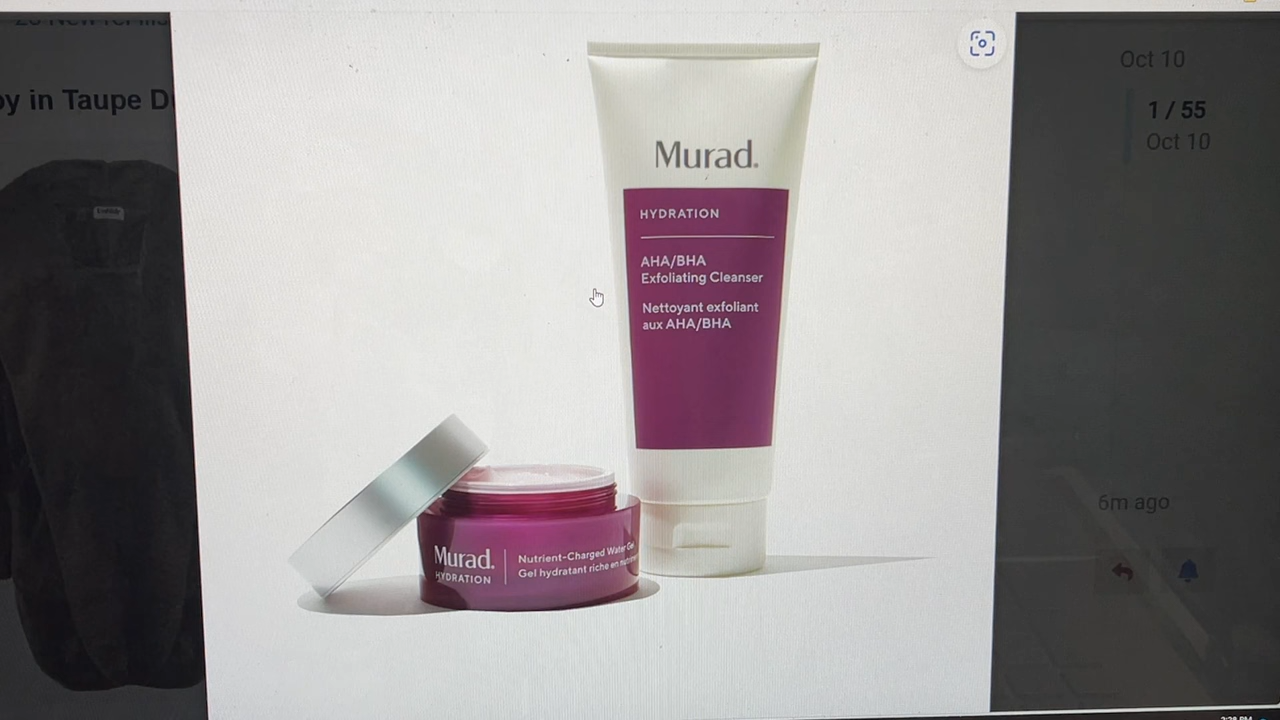 by in Taupe D
Oct 10
1 / 55
Oct 10
Murad.
HYDRATION
AHA/BHA
Exfoliating Cleanser
Nettoyant exfoliant
aux AHA/BHA
Murad.
HYDRATION
Nutrient-Charged Water Gel
Gel hydratant riche en
6m ago